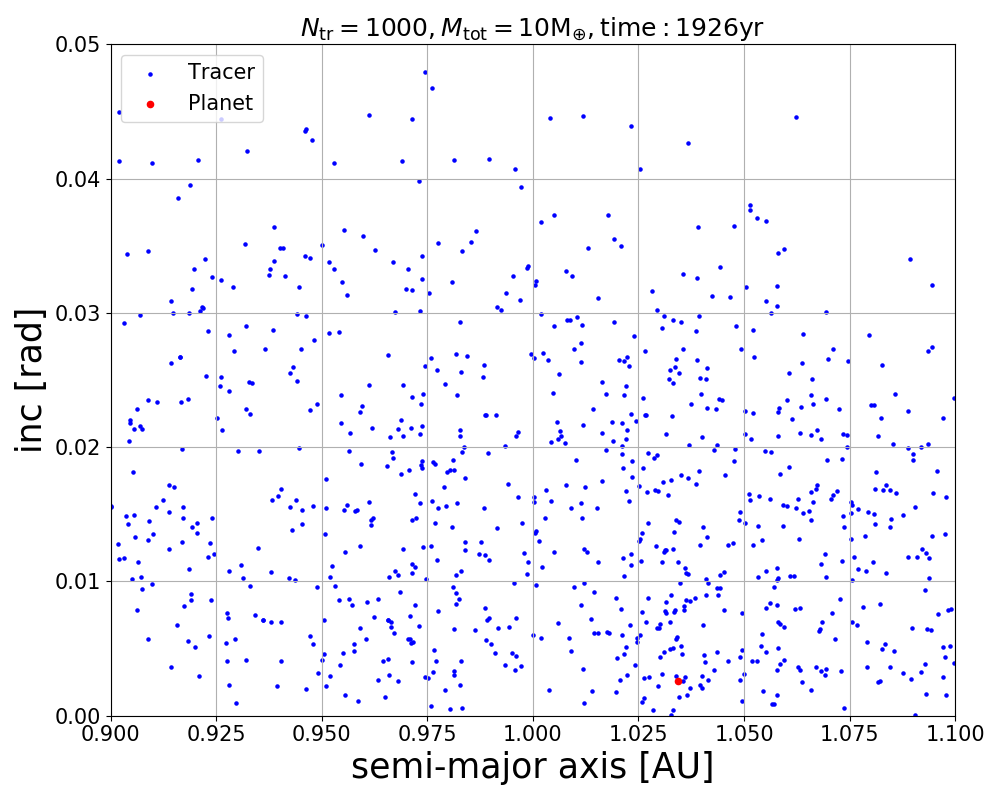 N_tr = 1000, M_tot = 10M_⊕, time : 1926yr
Tracer
Planet
inc [rad]
0.05
0.04
0.03
0.02
0.01
0.00
0.900 0.925 0.950 0.975 1.000 1.025 1.050 1.075 1.100
semi-major axis [AU]